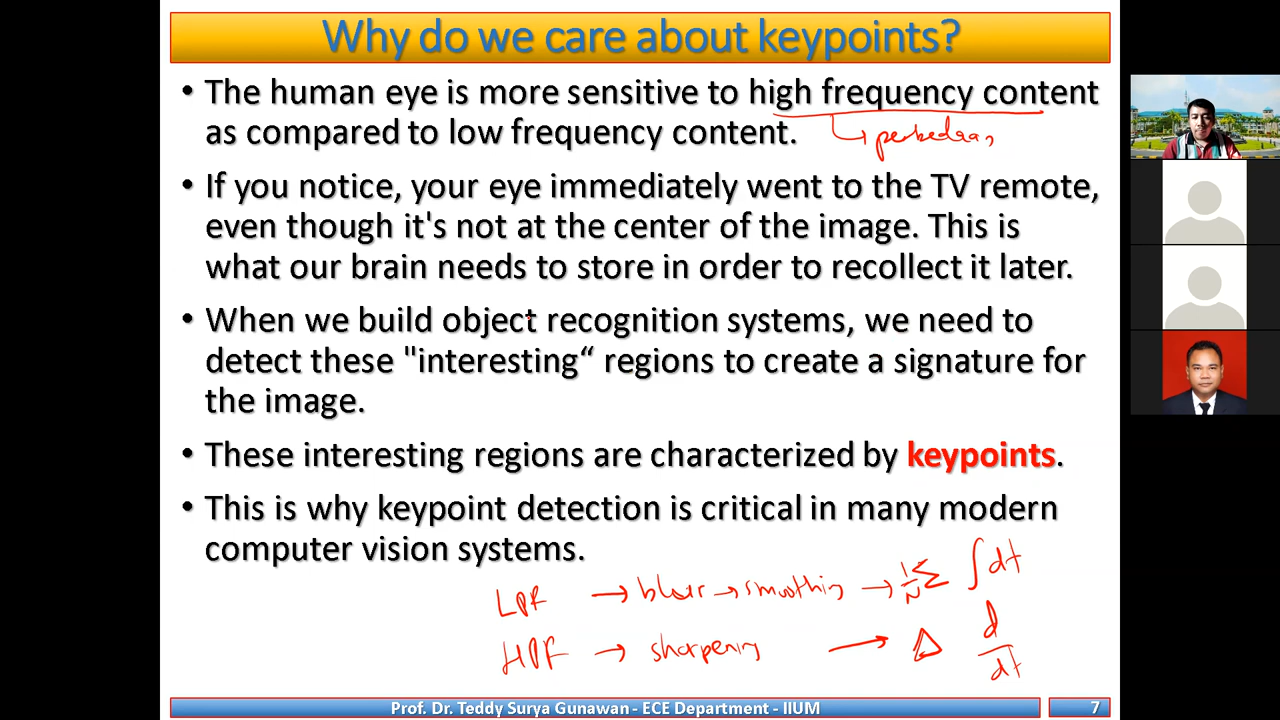 Why do we care about keypoints?
• The human eye is more sensitive to high frequency content
as compared to low frequency content.
perbedaan
• If you notice, your eye immediately went to the TV remote,
even though it's not at the center of the image. This is
what our brain needs to store in order to recollect it later.
• When we build object recognition systems, we need to
detect these "interesting“ regions to create a signature for
the image.
• These interesting regions are characterized by keypoints.
• This is why keypoint detection is critical in many modern
computer vision systems.
LPF → blur → smoothing → 1/N Σ ∫ dt
HPF → sharpening → Δ d/dt
Prof. Dr. Teddy Surya Gunawan - ECE Department - IIUM 7